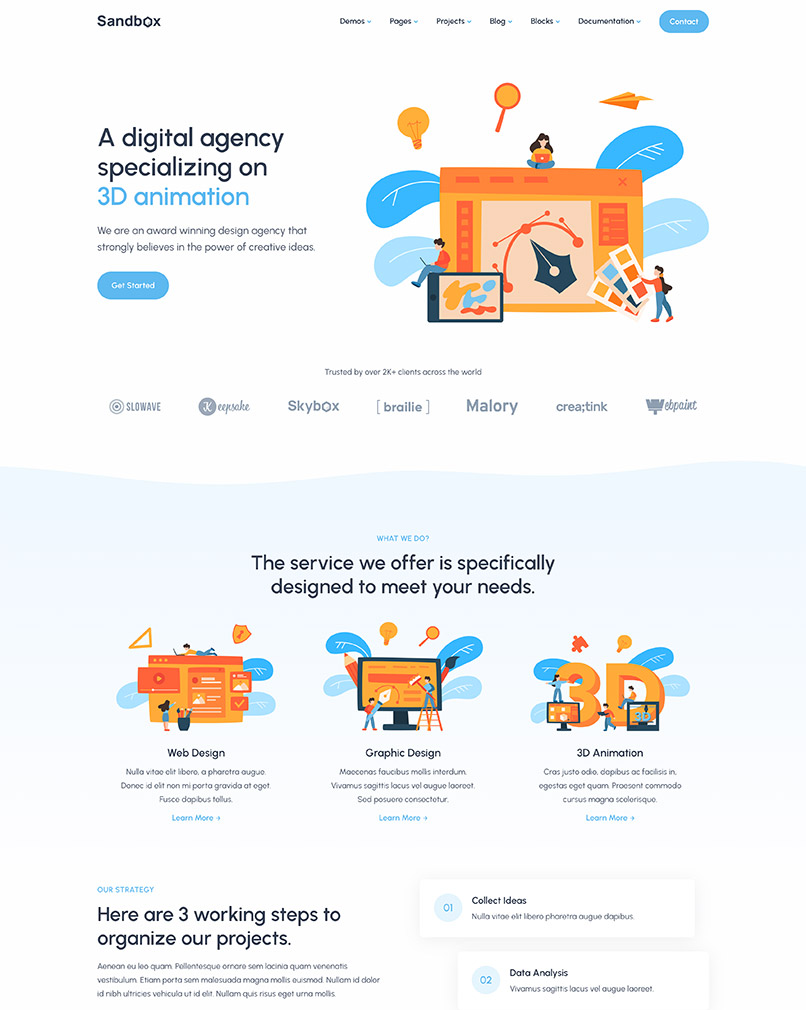 Sandbox
Demos Pages Projects Blog Blocks Documentation Contact
A digital agency
specializing on
3D animation
We are an award winning design agency that
strongly believes in the power of creative ideas.
Get Started
Trusted by over 2K+ clients across the world
SLOWAVE Keepsake Skybox [ brailie ] Malory crea;tink Webpaint
WHAT WE DO?
The service we offer is specifically
designed to meet your needs.
3D
Web Design
Nulla vitae elit libero, a pharetra augue.
Donec id elit non mi porta gravida at eget.
Fusce dapibus tellus.
Learn More →
Graphic Design
Maecenas faucibus mollis interdum.
Vivamus sagittis lacus vel augue laoreet.
Sed posuere consectetur.
Learn More →
3D Animation
Cras justo odio, dapibus ac facilisis in,
egestas eget quam. Praesent commodo
cursus magna scelerisque.
Learn More →
OUR STRATEGY
Here are 3 working steps to
organize our projects.
Aenean eu leo quam. Pellentesque ornare sem lacinia quam venenatis
vestibulum. Etiam porta sem malesuada magna mollis euismod. Nullam id dolor
id nibh ultricies vehicula ut id elit. Nullam quis risus eget urna mollis.
01
Collect Ideas
Nulla vitae elit libero pharetra augue dapibus.
02
Data Analysis
Vivamus sagittis lacus vel augue laoreet.